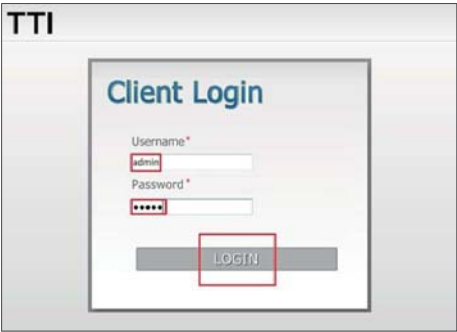 TTI
Client Login
Username*
admin
Password*
•••••
LOGIN